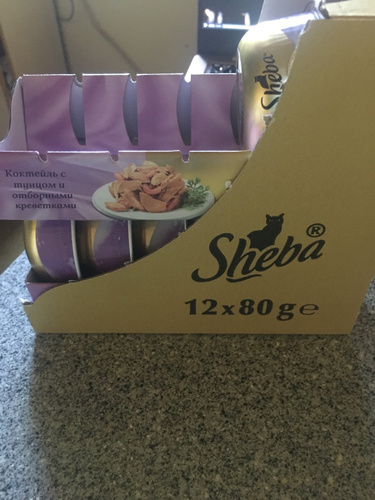 Sheba
Коктейль с
тунцом и
отборными
креветками
Sheba®
12x80g℮